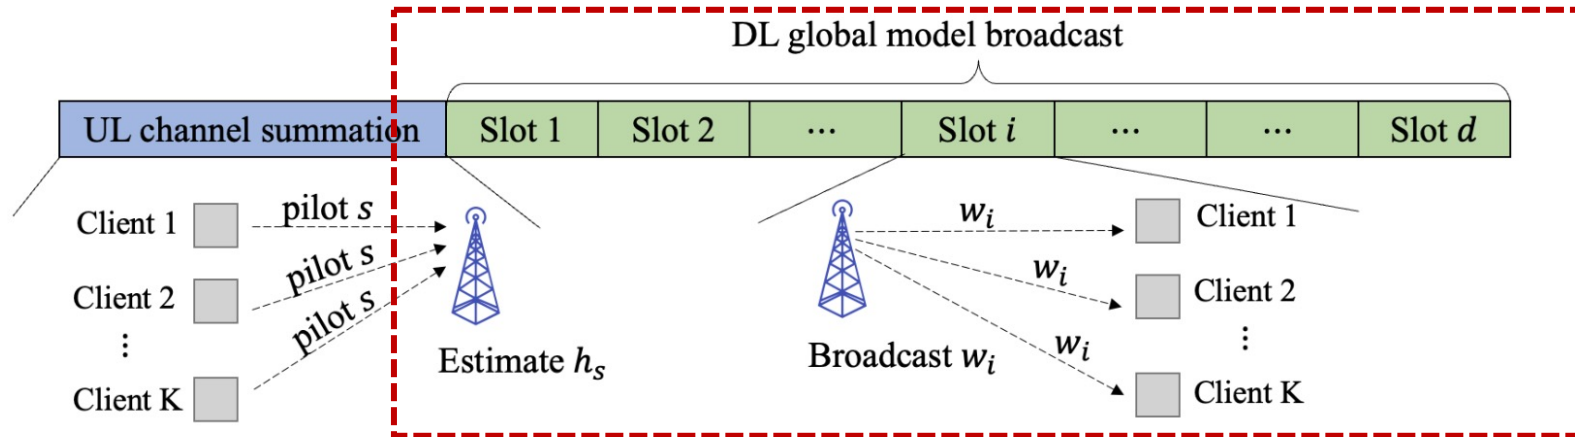 DL global model broadcast
UL channel summation Slot 1 Slot 2 ... Slot i ... ... Slot d
Client 1 pilot s
Client 2 pilot s
⋮
Client K pilot s
Estimate hₛ
Broadcast wᵢ
wᵢ Client 1
wᵢ Client 2
⋮
wᵢ Client K